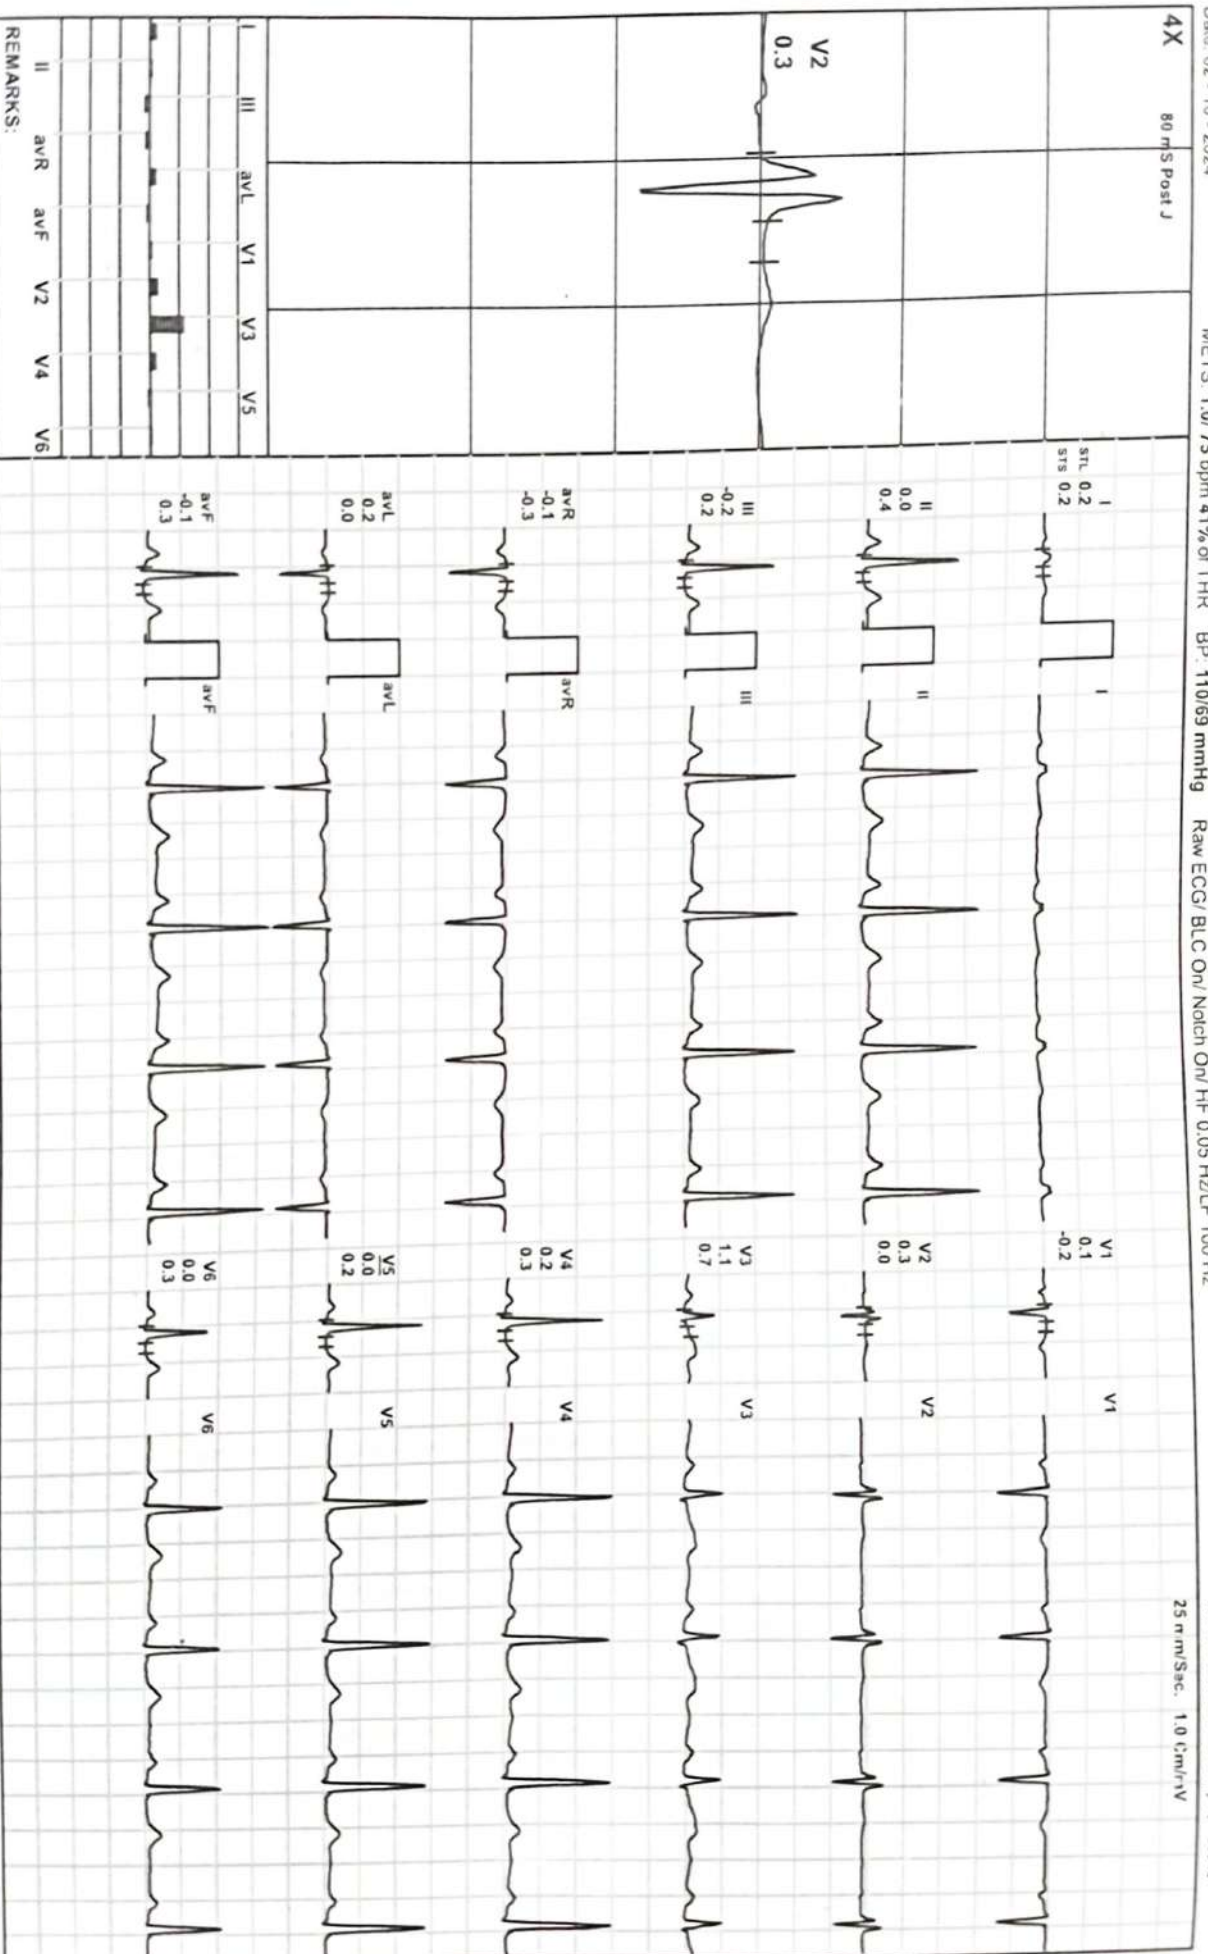 METS: 1.0/ 73 bpm 41% of THR BP: 110/69 mmHg Raw ECG/ BLC On/ Notch On/ HF 0.05 Hz/LF 100 Hz
4X 80 mS Post J
25 mm/Sec. 1.0 Cm/mV
V2
0.3
I
STL 0.2
STS 0.2
I
V1
0.1
-0.2
V1
II
0.0
0.4
II
V2
0.3
0.0
V2
III
-0.2
0.2
III
V3
1.1
0.7
V3
avR
-0.1
-0.3
avR
V4
0.2
0.3
V4
avL
0.2
0.0
avL
V5
0.0
0.2
V5
avF
-0.1
0.3
avF
V6
0.0
0.3
V6
I III avL V1 V3 V5
II avR avF V2 V4 V6
REMARKS: